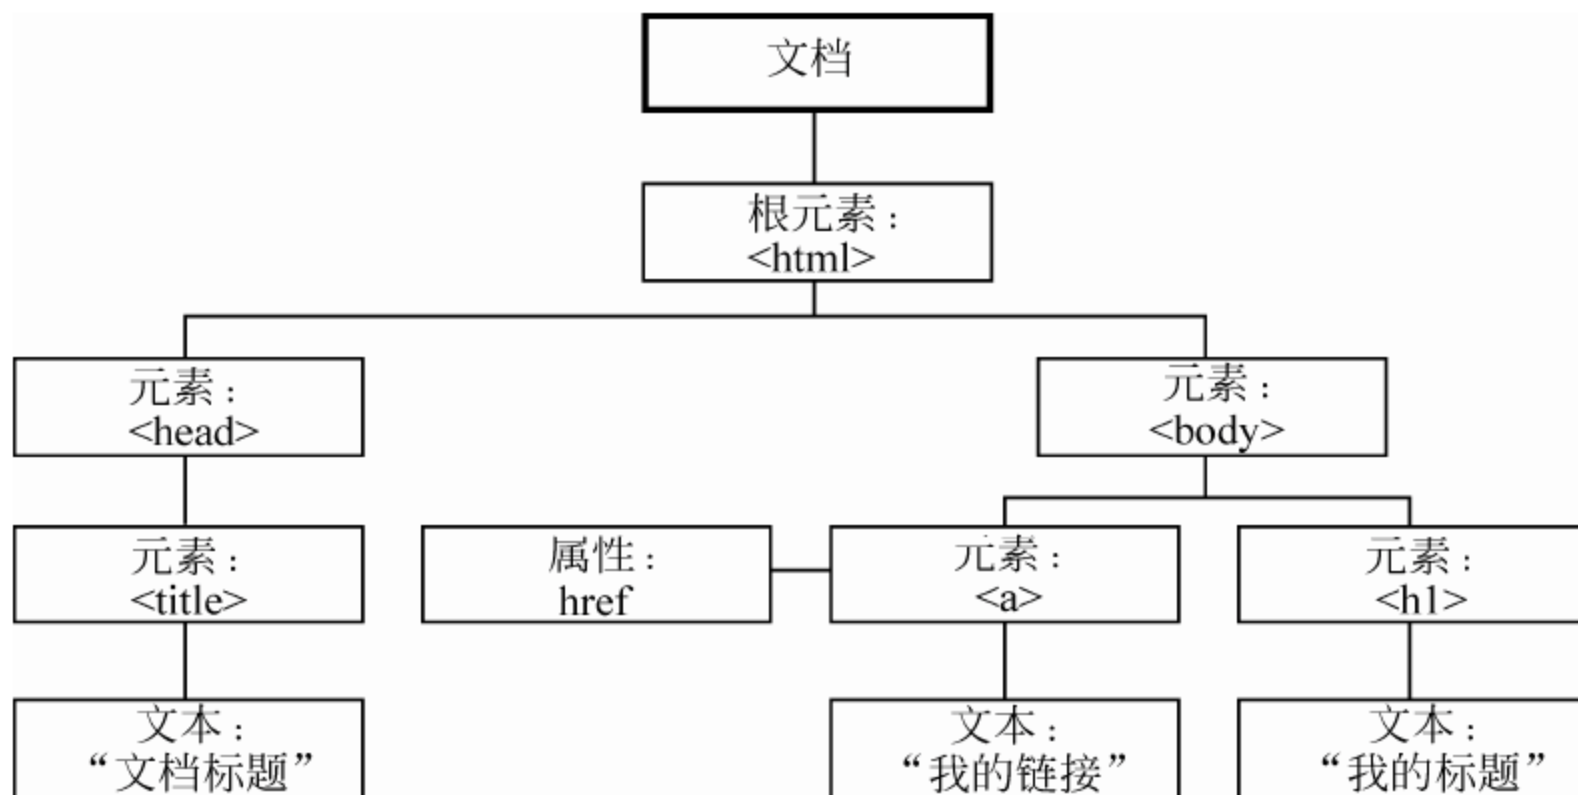 文档
根元素：
<html>
元素：
<head>
元素：
<body>
元素：
<title>
属性：
href
元素：
<a>
元素：
<h1>
文本：
“文档标题”
文本：
“我的链接”
文本：
“我的标题”